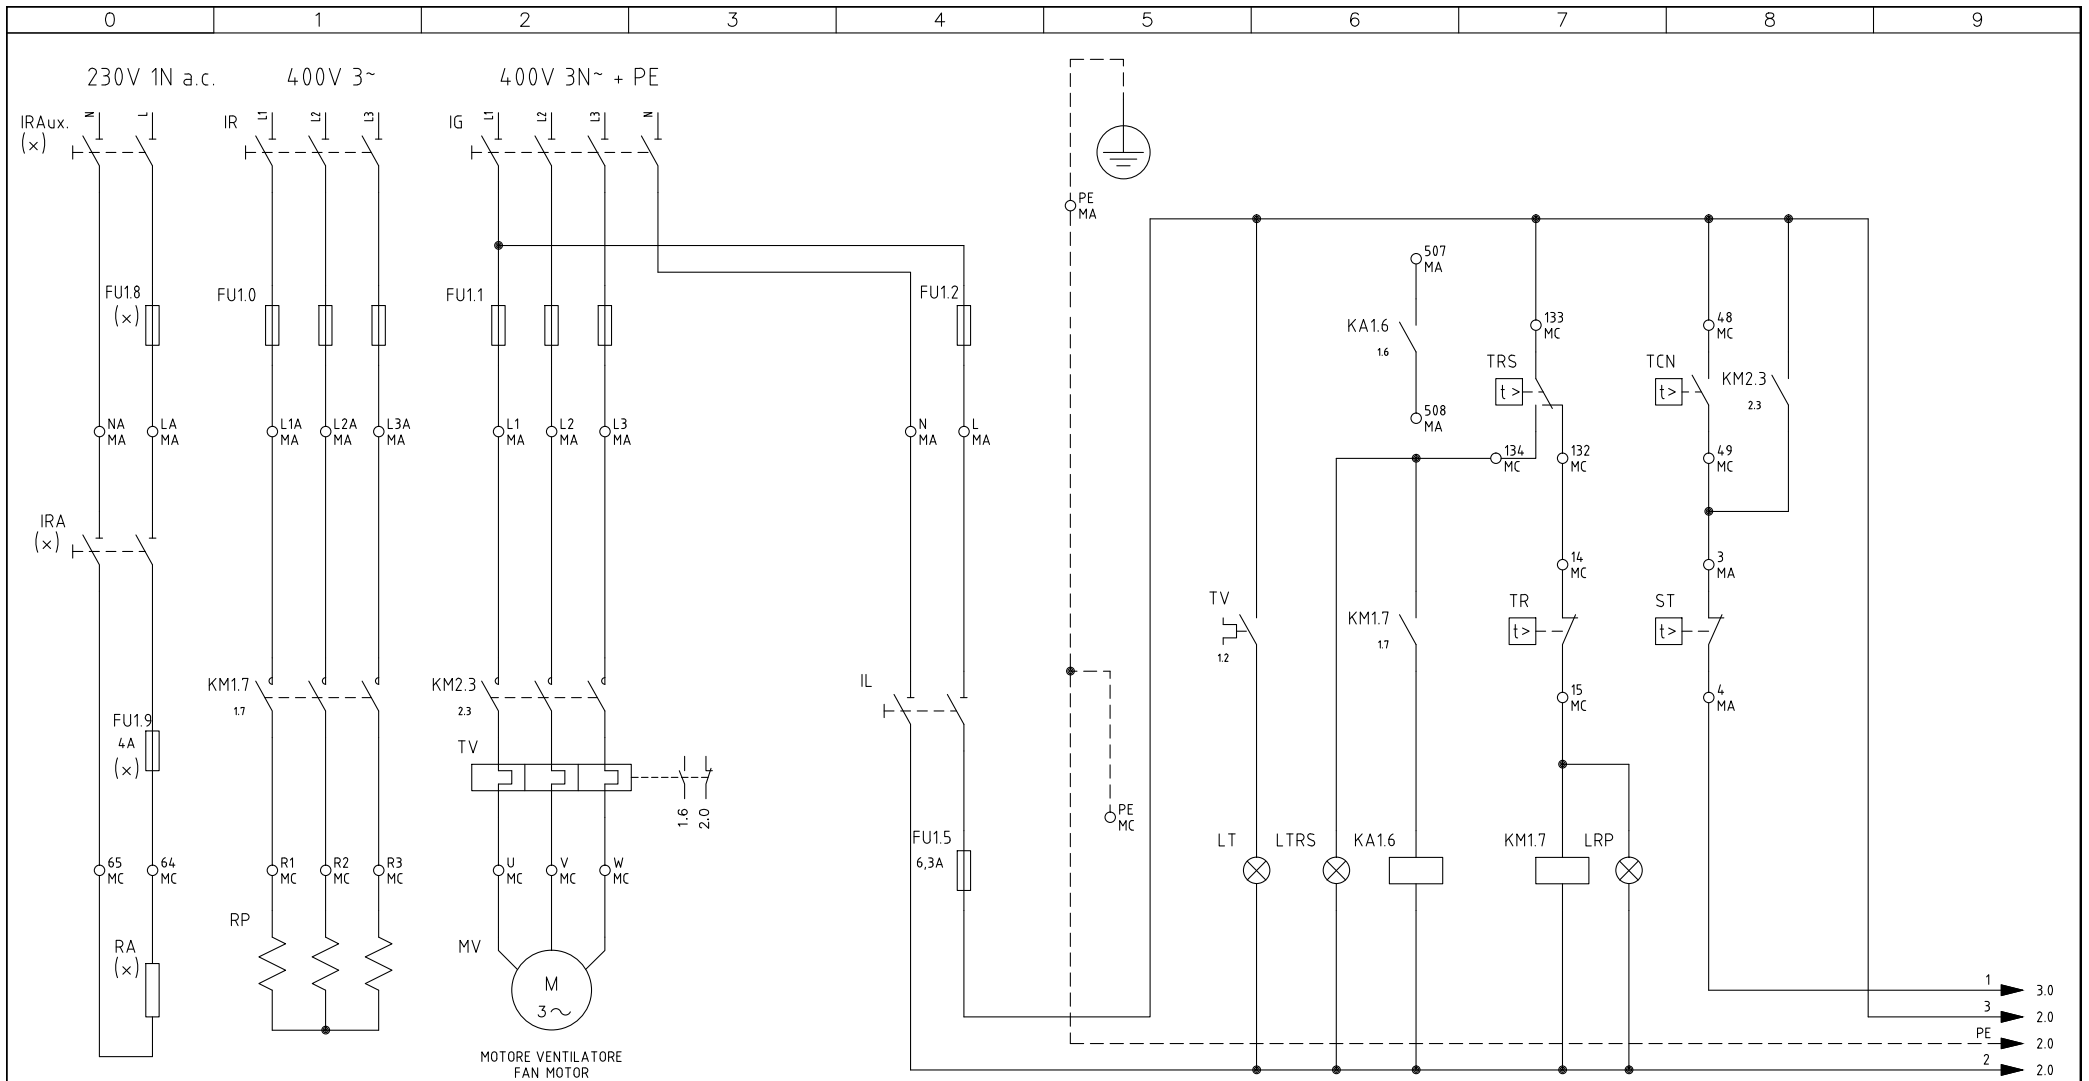 0 1 2 3 4 5 6 7 8 9
230V 1N a.c. 400V 3~ 400V 3N~ + PE
IRAux. N L IR L1 L2 L3 IG L1 L2 L3 N
(x)
PE
MA
507
MA
FU1.8 FU1.0 FU1.1 FU1.2
(x)
KA1.6
1.6
133
MC
48
MC
TRS TCN KM2.3
t> t> 2.3
NA LA L1A L2A L3A L1 L2 L3 N L 508
MA MA MA MA MA MA MA MA MA MA MA
134 132 49
MC MC MC
IRA
(x)
14 3
MC MA
TV KM1.7 TR ST
1.2 1.7 t> t>
KM1.7 KM2.3 IL 15 4
1.7 2.3 MC MA
FU1.9
4A
(x)
TV
1.6 2.0
PE
MC
FU1.5
6,3A
LT LTRS KA1.6 KM1.7 LRP
65 64 R1 R2 R3 U V W
MC MC MC MC MC MC MC MC
RP
RA
(x)
MV
M
3~
1 3.0
3 2.0
PE 2.0
2 2.0
MOTORE VENTILATORE
FAN MOTOR